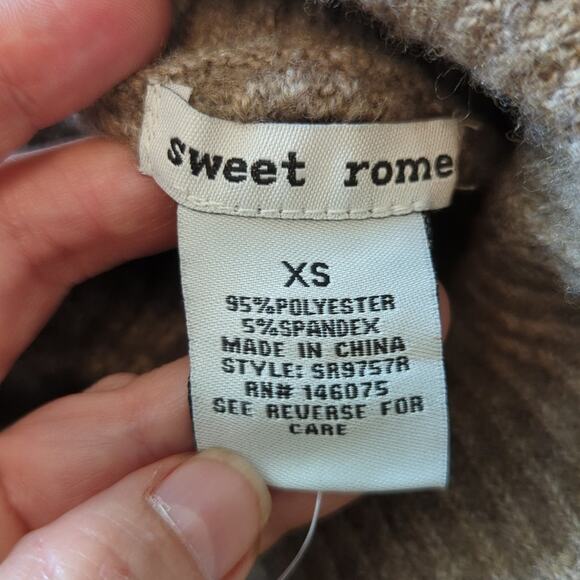 sweet rome
XS
95%POLYESTER
5%SPANDEX
MADE IN CHINA
STYLE: SR9757R
RN# 146075
SEE REVERSE FOR
CARE